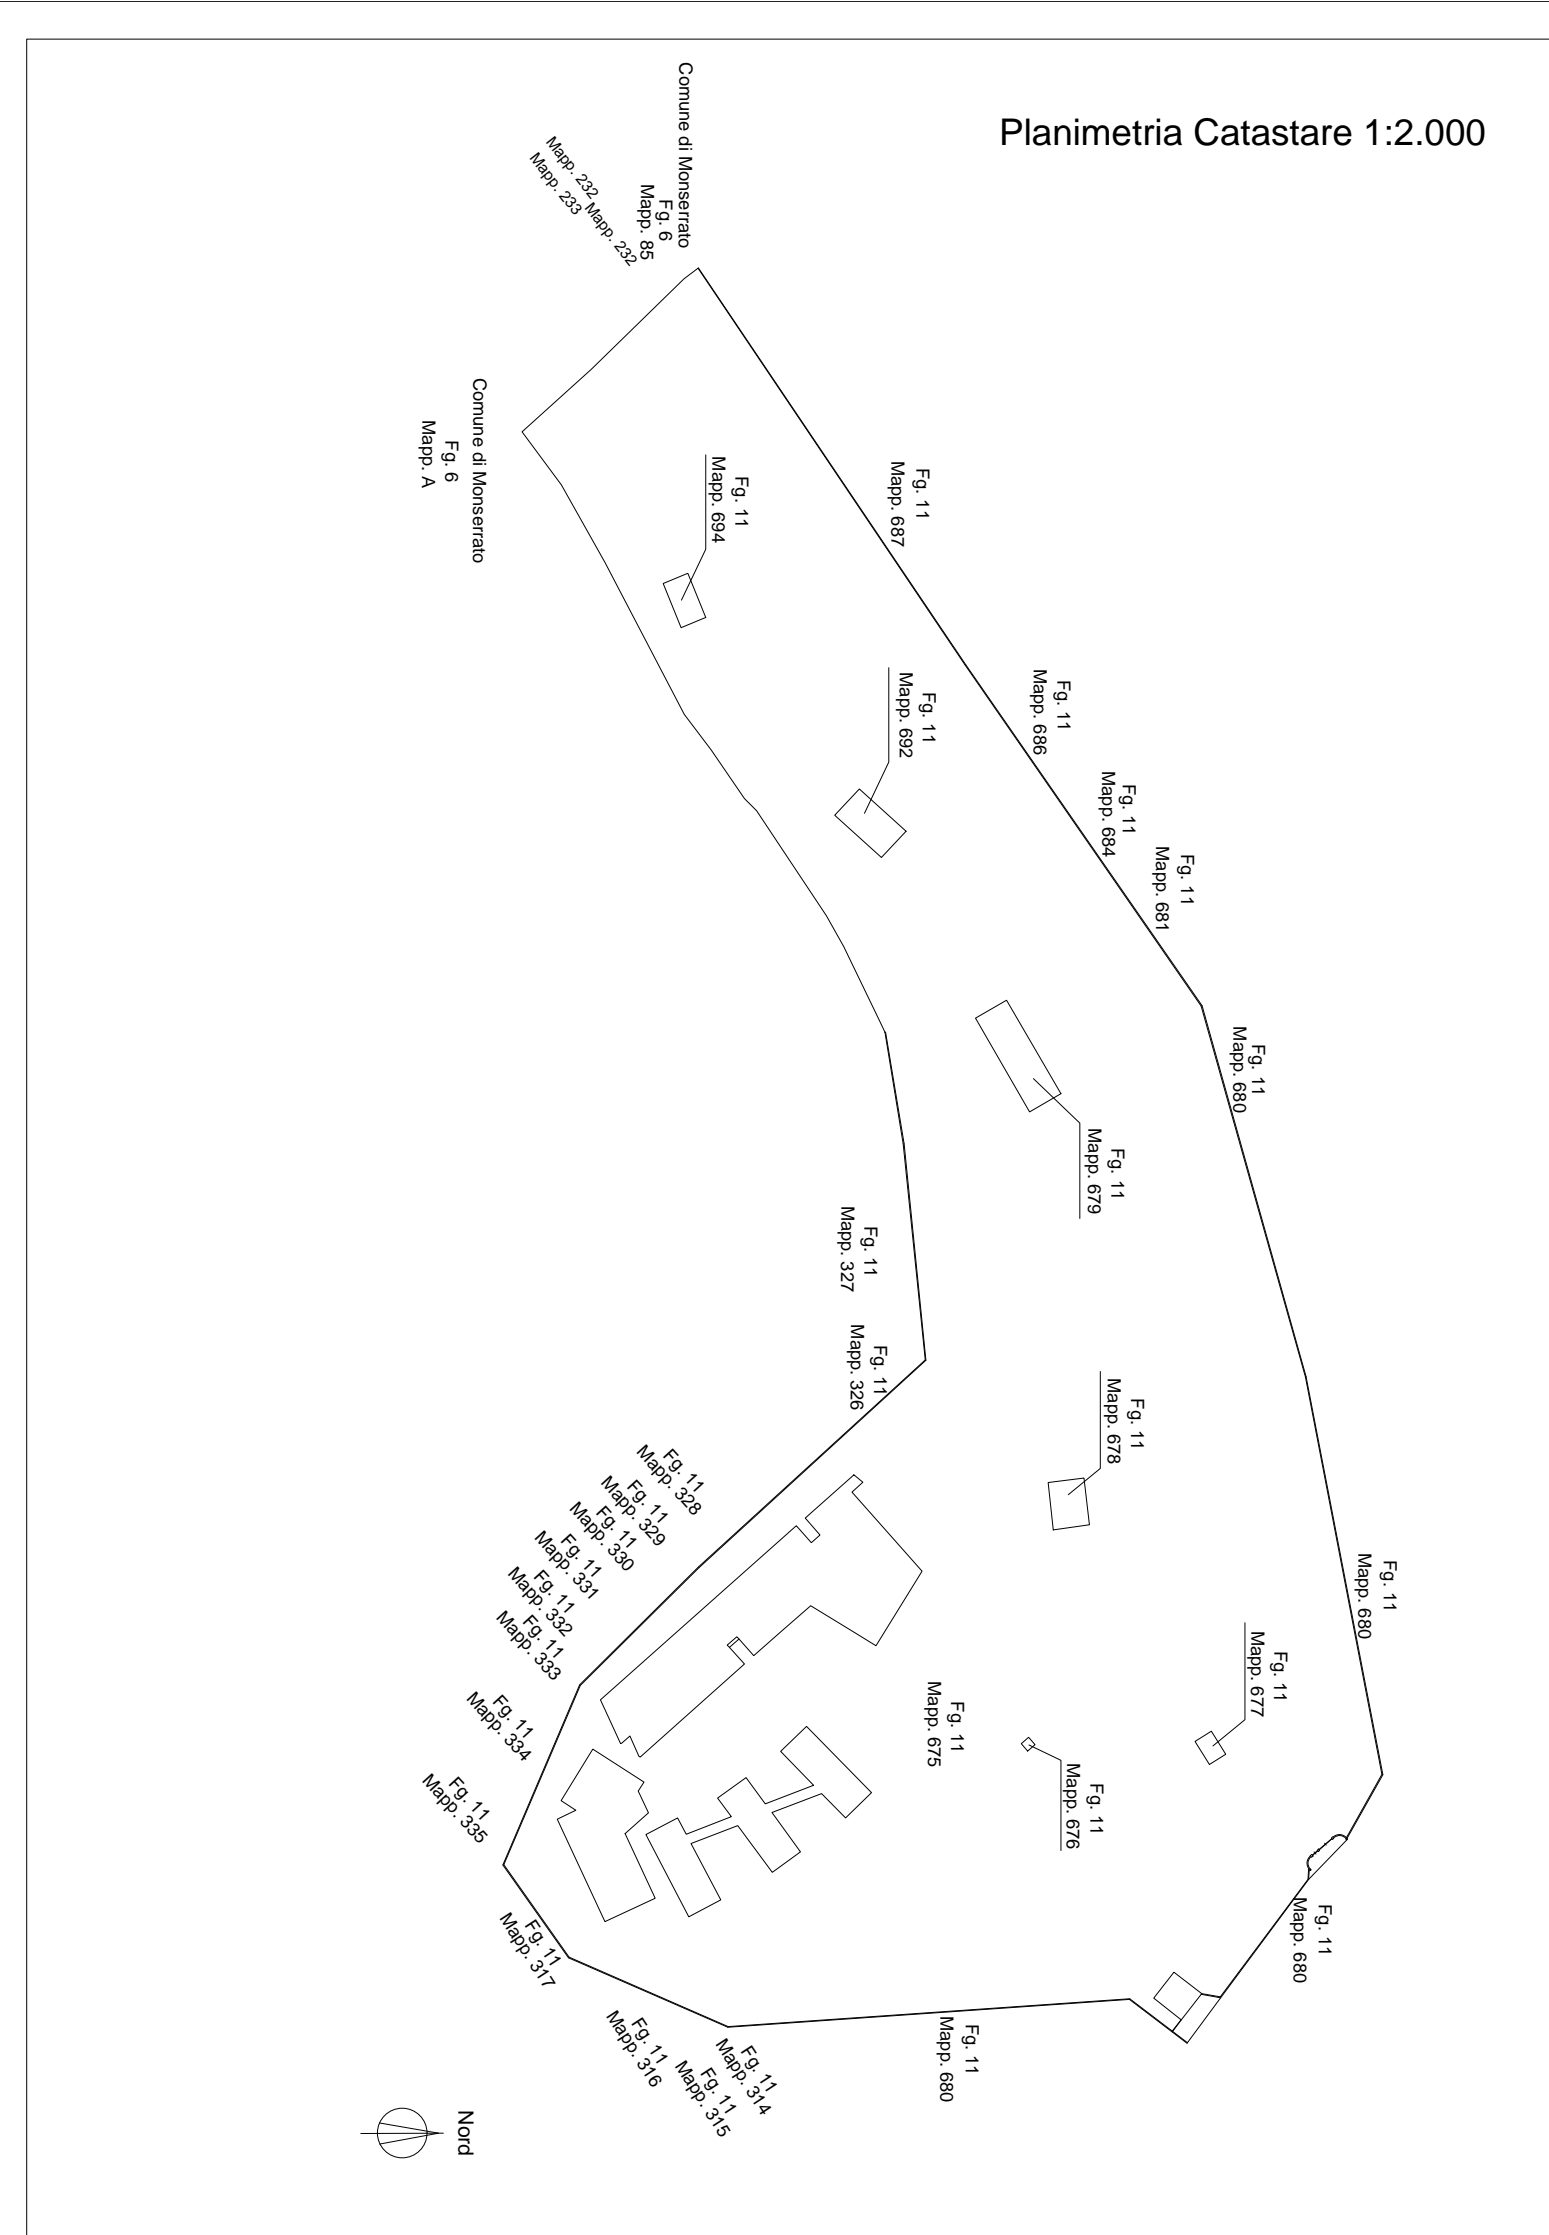 Planimetria Catastare 1:2.000
Comune di Monserrato
Fg. 6
Mapp. 85
Mapp. 232
Mapp. 232
Mapp. 233
Comune di Monserrato
Fg. 6
Mapp. A
Fg. 11
Mapp. 694
Fg. 11
Mapp. 687
Fg. 11
Mapp. 692
Fg. 11
Mapp. 686
Fg. 11
Mapp. 684
Fg. 11
Mapp. 681
Fg. 11
Mapp. 680
Fg. 11
Mapp. 679
Fg. 11
Mapp. 327
Fg. 11
Mapp. 326
Fg. 11
Mapp. 678
Fg. 11
Mapp. 328
Fg. 11
Mapp. 329
Fg. 11
Mapp. 330
Fg. 11
Mapp. 331
Fg. 11
Mapp. 332
Fg. 11
Mapp. 333
Fg. 11
Mapp. 334
Fg. 11
Mapp. 335
Fg. 11
Mapp. 680
Fg. 11
Mapp. 677
Fg. 11
Mapp. 675
Fg. 11
Mapp. 676
Fg. 11
Mapp. 680
Fg. 11
Mapp. 317
Fg. 11
Mapp. 316
Fg. 11
Mapp. 314
Fg. 11
Mapp. 315
Fg. 11
Mapp. 680
Nord